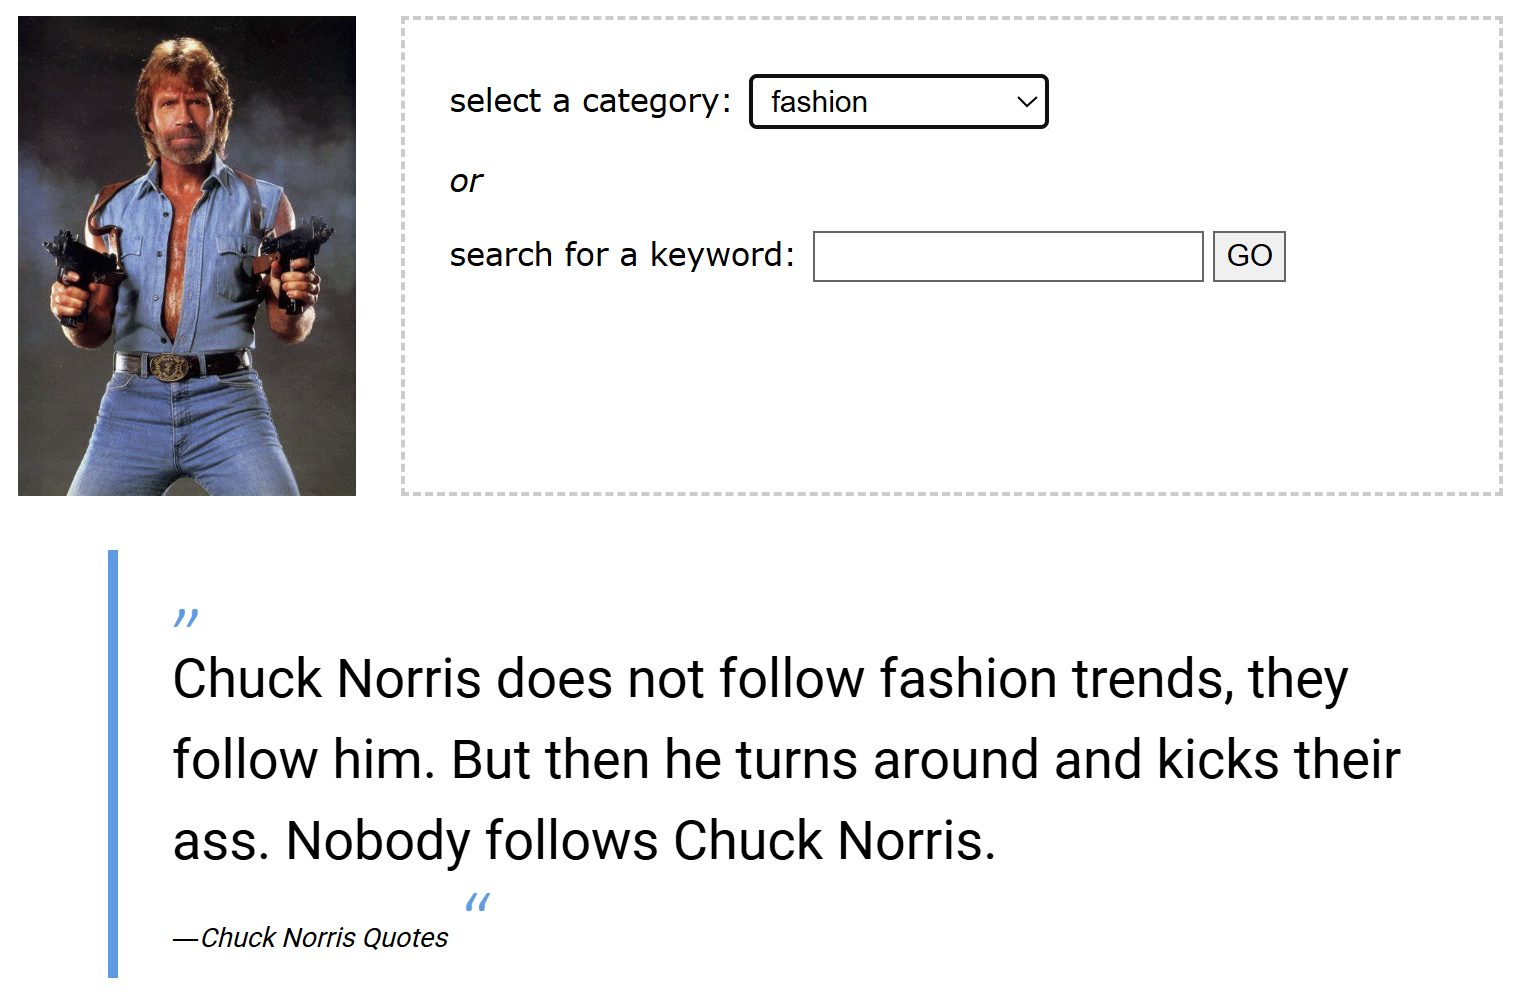 select a category: fashion
or
search for a keyword: GO
”
Chuck Norris does not follow fashion trends, they
follow him. But then he turns around and kicks their
ass. Nobody follows Chuck Norris.
“
—Chuck Norris Quotes